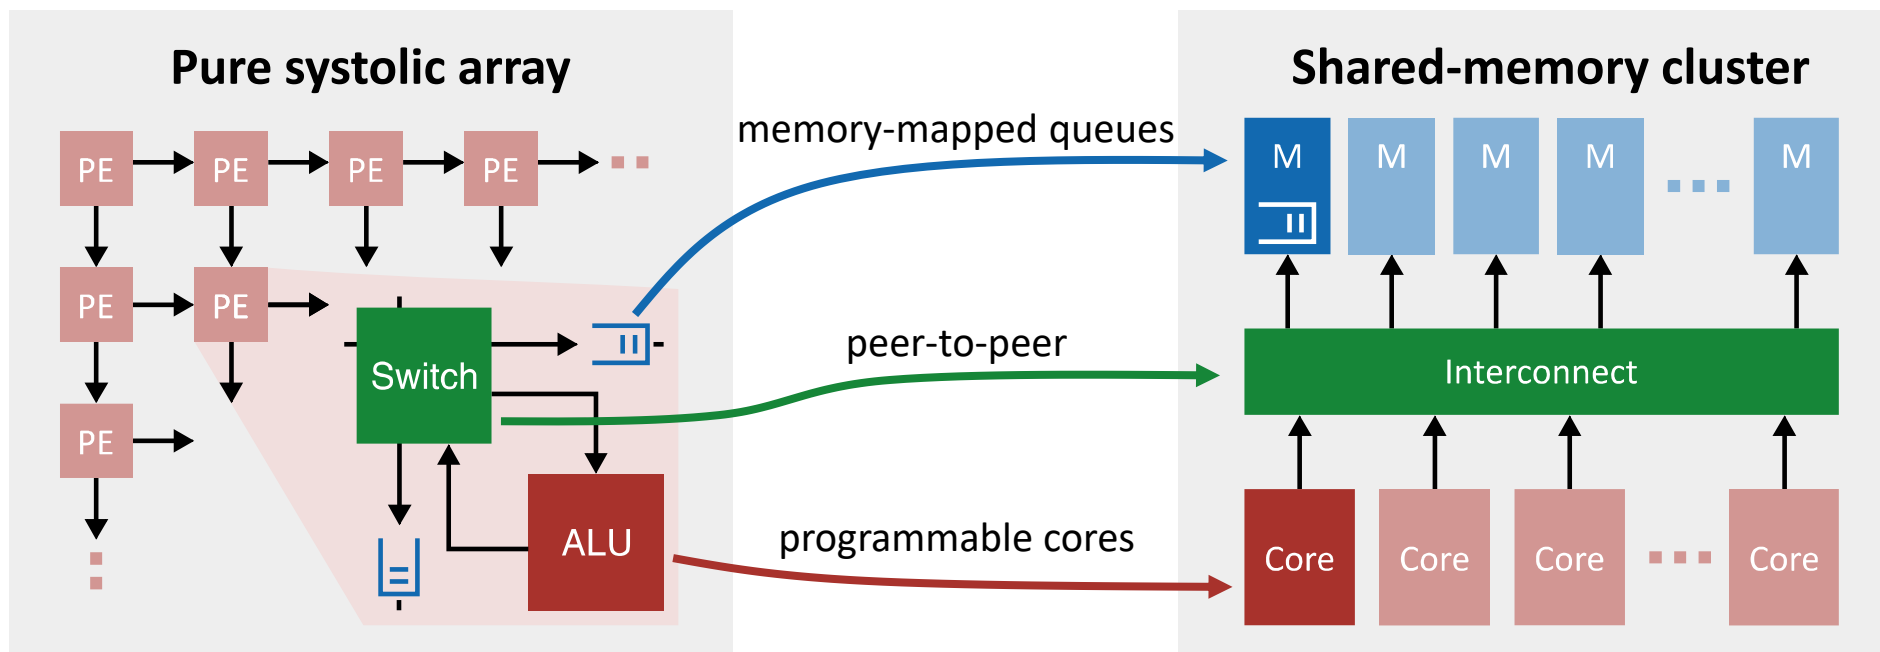 Pure systolic array
PE PE PE PE
PE PE
PE
Switch
ALU
memory-mapped queues
peer-to-peer
programmable cores
Shared-memory cluster
M M M M M
Interconnect
Core Core Core Core